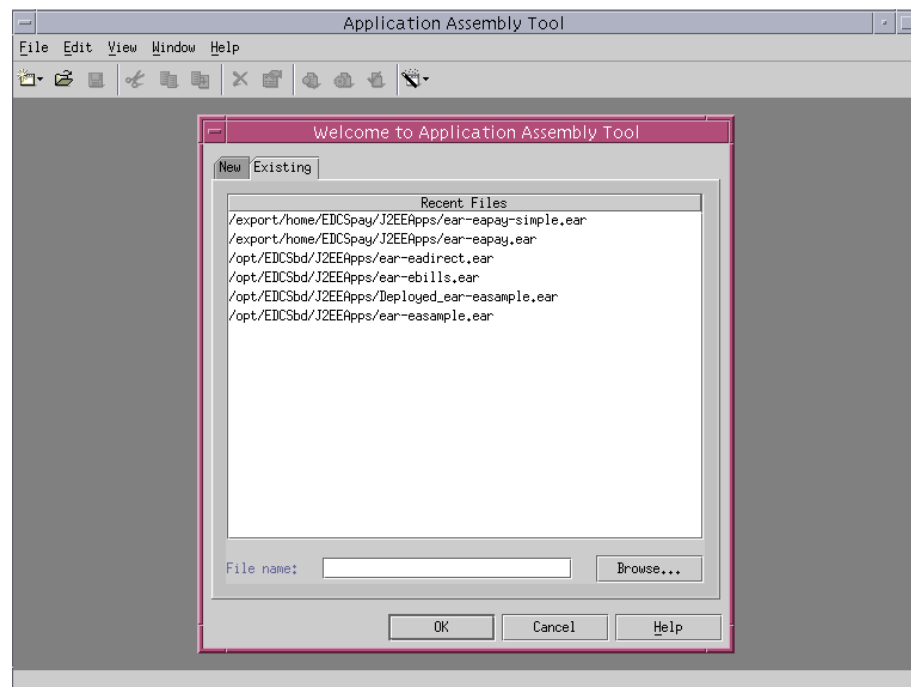 Application Assembly Tool
File Edit View Window Help
Welcome to Application Assembly Tool
New Existing
Recent Files
/export/home/EDCSpay/J2EEApps/ear-eapay-simple.ear
/export/home/EDCSpay/J2EEApps/ear-eapay.ear
/opt/EDCSbd/J2EEApps/ear-eadirect.ear
/opt/EDCSbd/J2EEApps/ear-ebills.ear
/opt/EDCSbd/J2EEApps/Deployed_ear-easample.ear
/opt/EDCSbd/J2EEApps/ear-easample.ear
File name: Browse...
OK Cancel Help